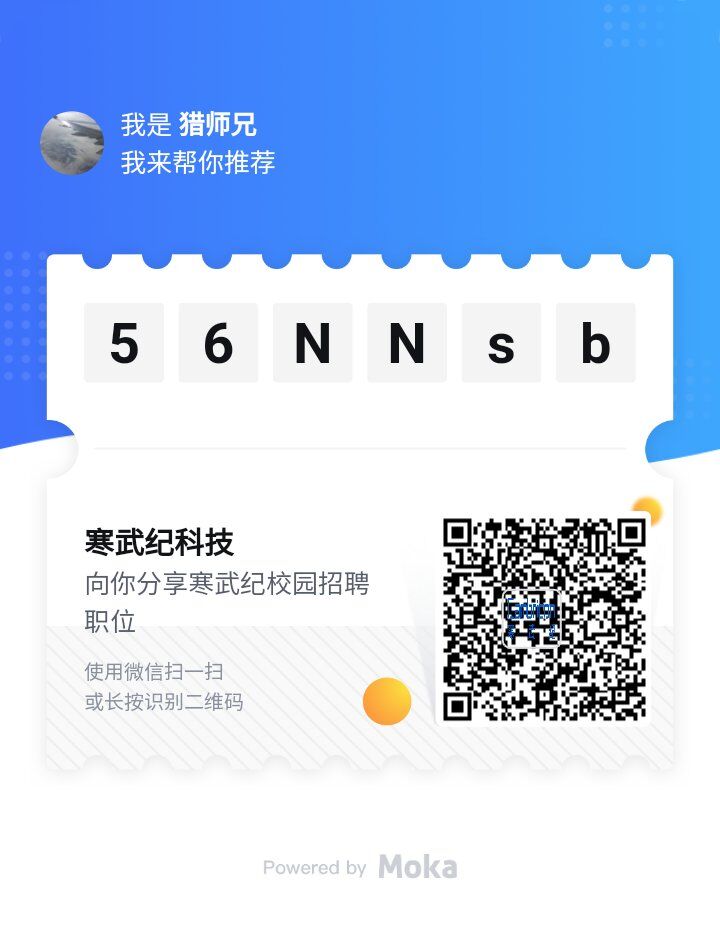 我是 猎师兄
我来帮你推荐
5 6 N N s b
寒武纪科技
向你分享寒武纪校园招聘
职位
使用微信扫一扫
或长按识别二维码
Powered by Moka